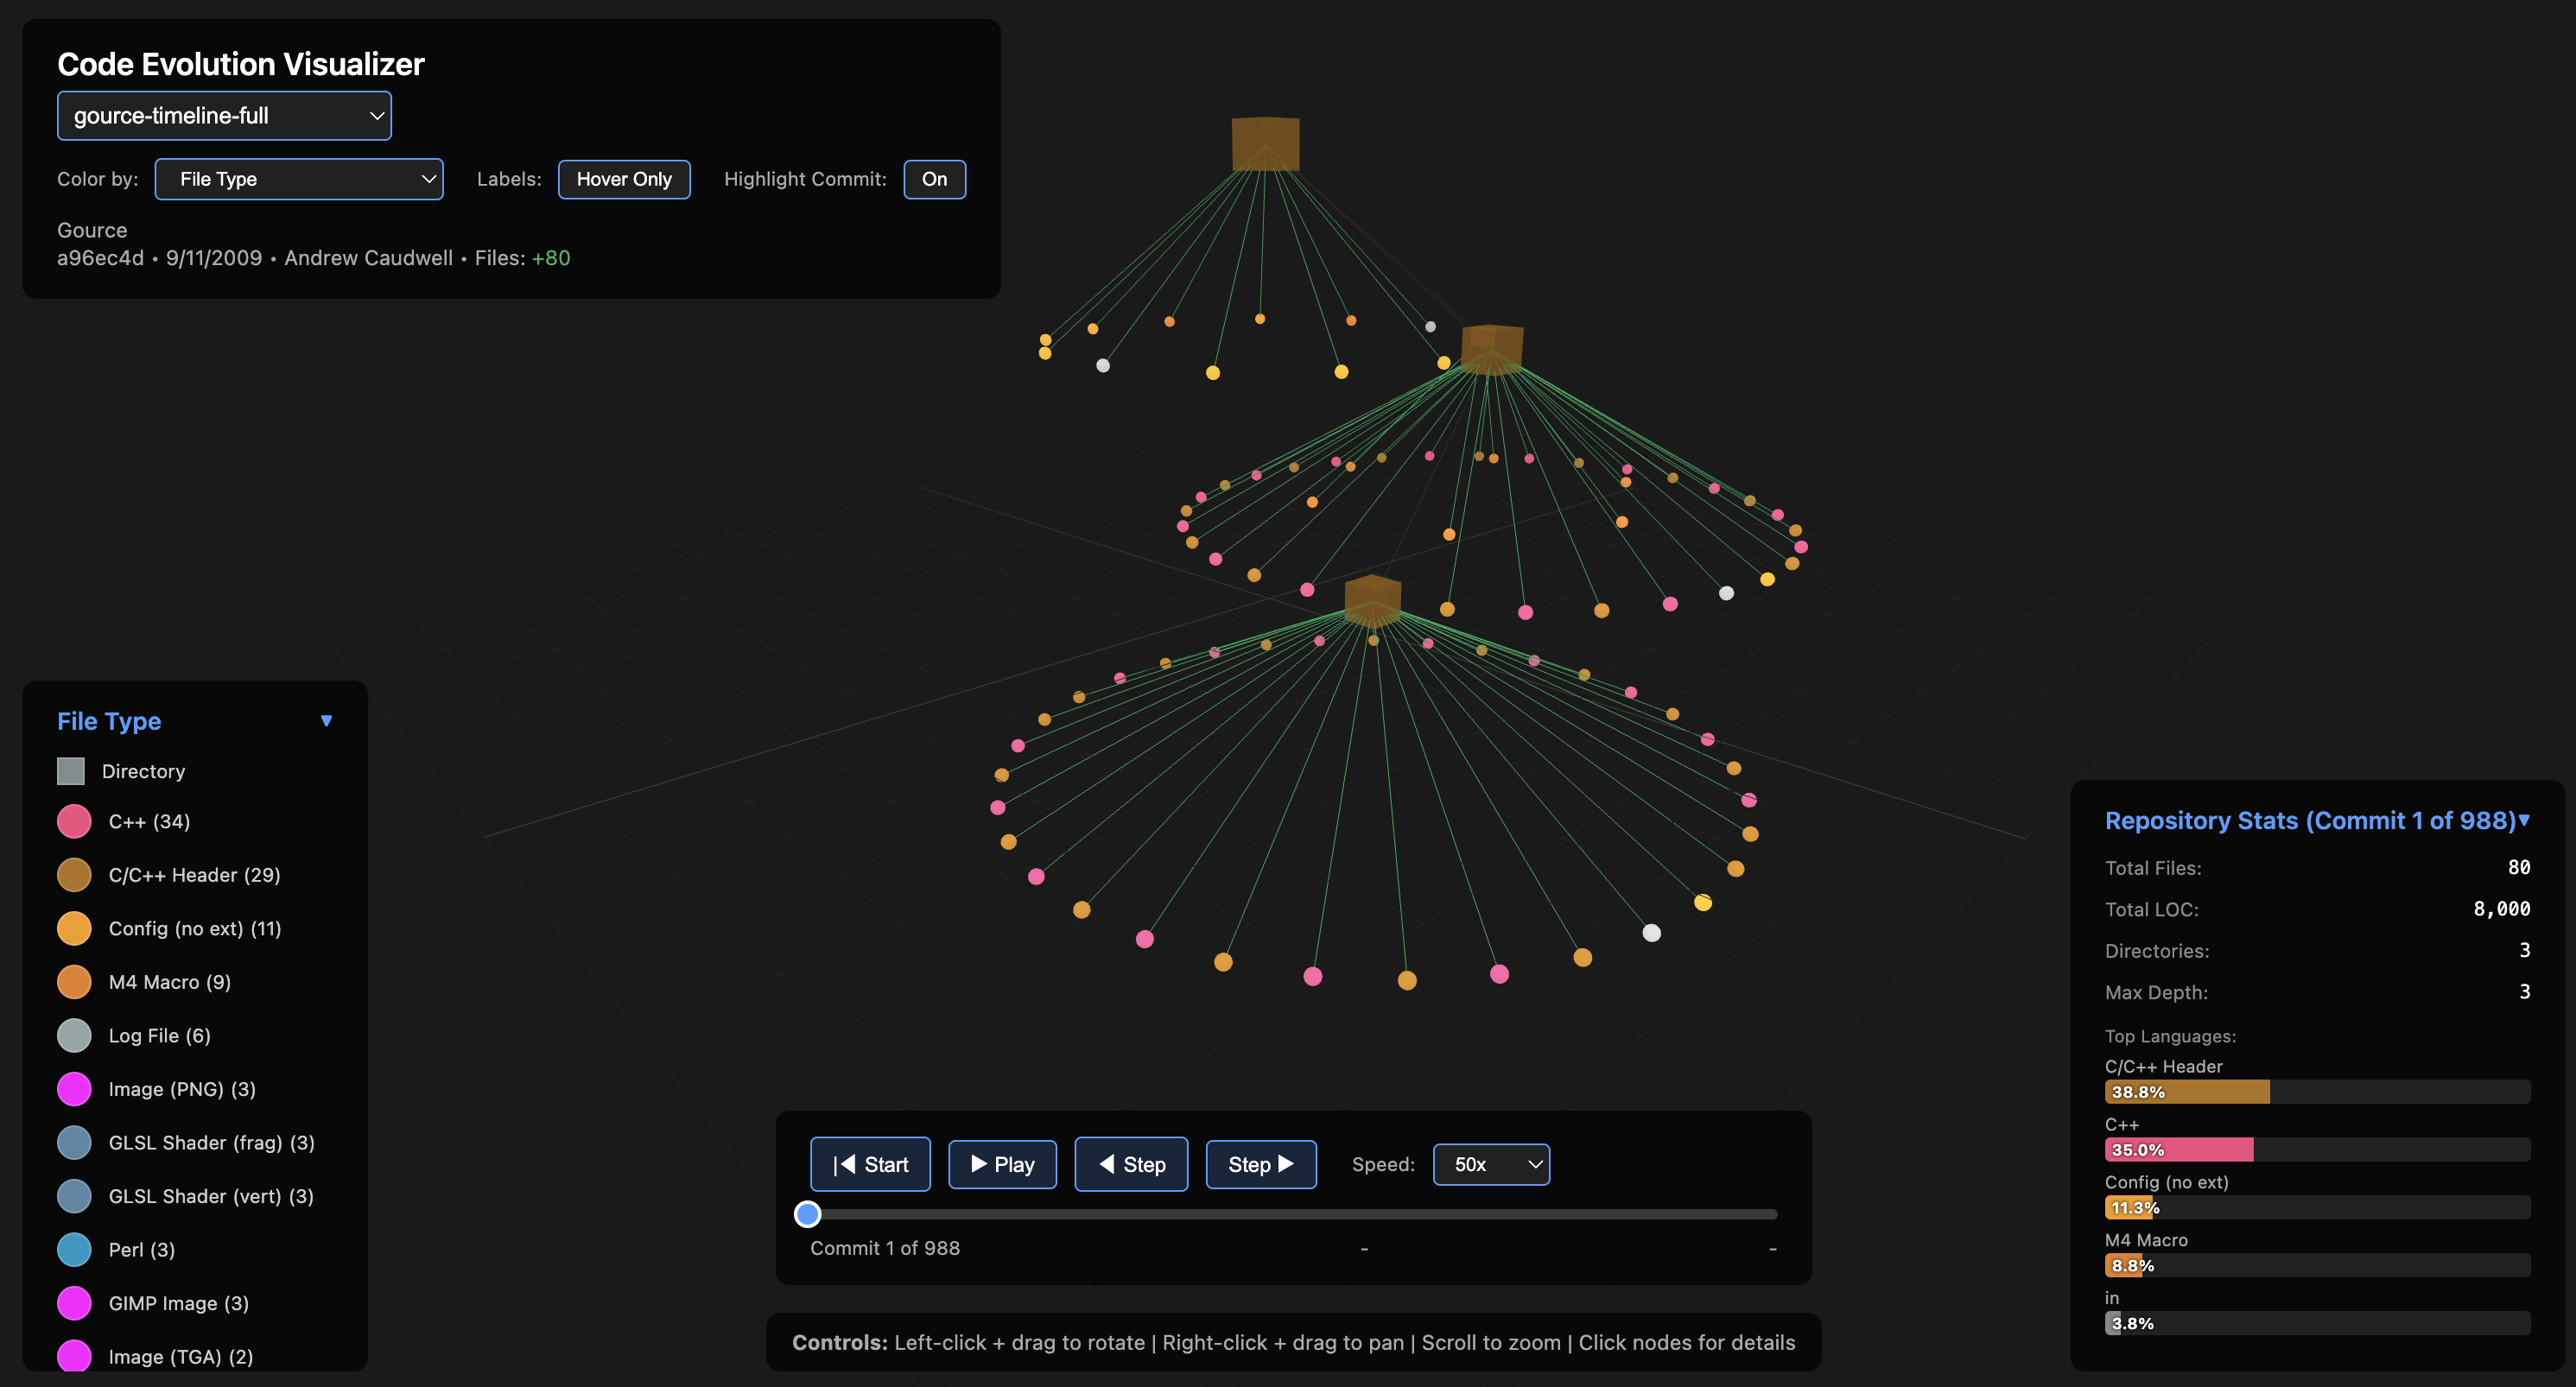 Code Evolution Visualizer
gource-timeline-full
Color by: File Type Labels: Hover Only Highlight Commit: On
Gource
a96ec4d • 9/11/2009 • Andrew Caudwell • Files: +80
File Type ▼
Directory
C++ (34)
C/C++ Header (29)
Config (no ext) (11)
M4 Macro (9)
Log File (6)
Image (PNG) (3)
GLSL Shader (frag) (3)
GLSL Shader (vert) (3)
Perl (3)
GIMP Image (3)
Image (TGA) (2)
|◀ Start ▶ Play ◀ Step Step ▶ Speed: 50x
Commit 1 of 988 - -
Controls: Left-click + drag to rotate | Right-click + drag to pan | Scroll to zoom | Click nodes for details
Repository Stats (Commit 1 of 988) ▼
Total Files: 80
Total LOC: 8,000
Directories: 3
Max Depth: 3
Top Languages:
C/C++ Header
38.8%
C++
35.0%
Config (no ext)
11.3%
M4 Macro
8.8%
in
3.8%